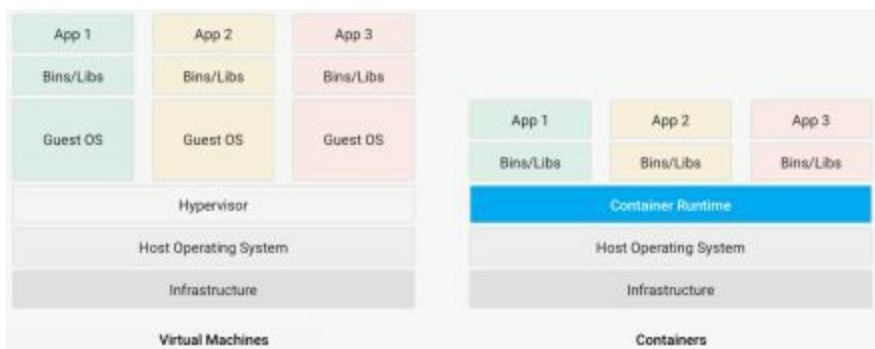 App 1 App 2 App 3
Bins/Libs Bins/Libs Bins/Libs
Guest OS Guest OS Guest OS
Hypervisor
Host Operating System
Infrastructure
Virtual Machines
App 1 App 2 App 3
Bins/Libs Bins/Libs Bins/Libs
Container Runtime
Host Operating System
Infrastructure
Containers